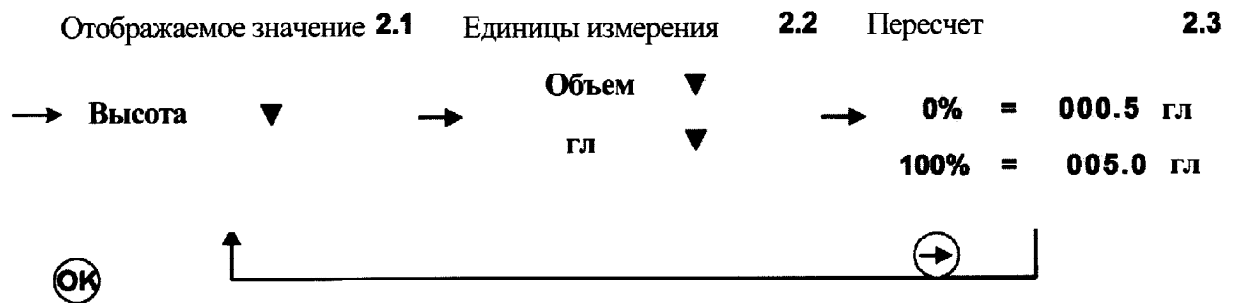 Отображаемое значение 2.1 Единицы измерения 2.2 Пересчет 2.3
Высота ▼ Объем ▼ 0% = 000.5 гл
гл ▼ 100% = 005.0 гл
OK